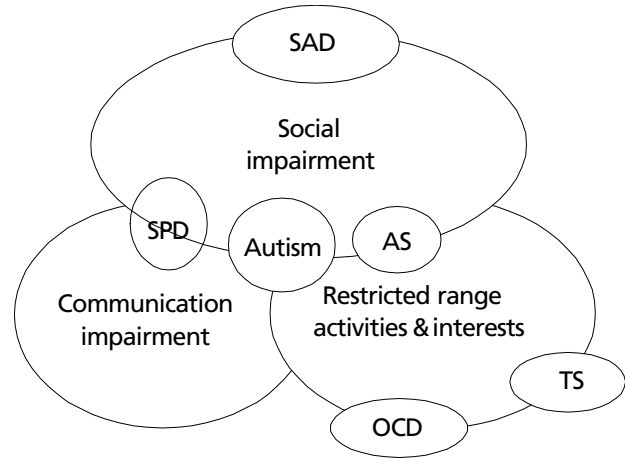 SAD
Social
impairment
SPD
Autism
AS
Communication
impairment
Restricted range
activities & interests
TS
OCD